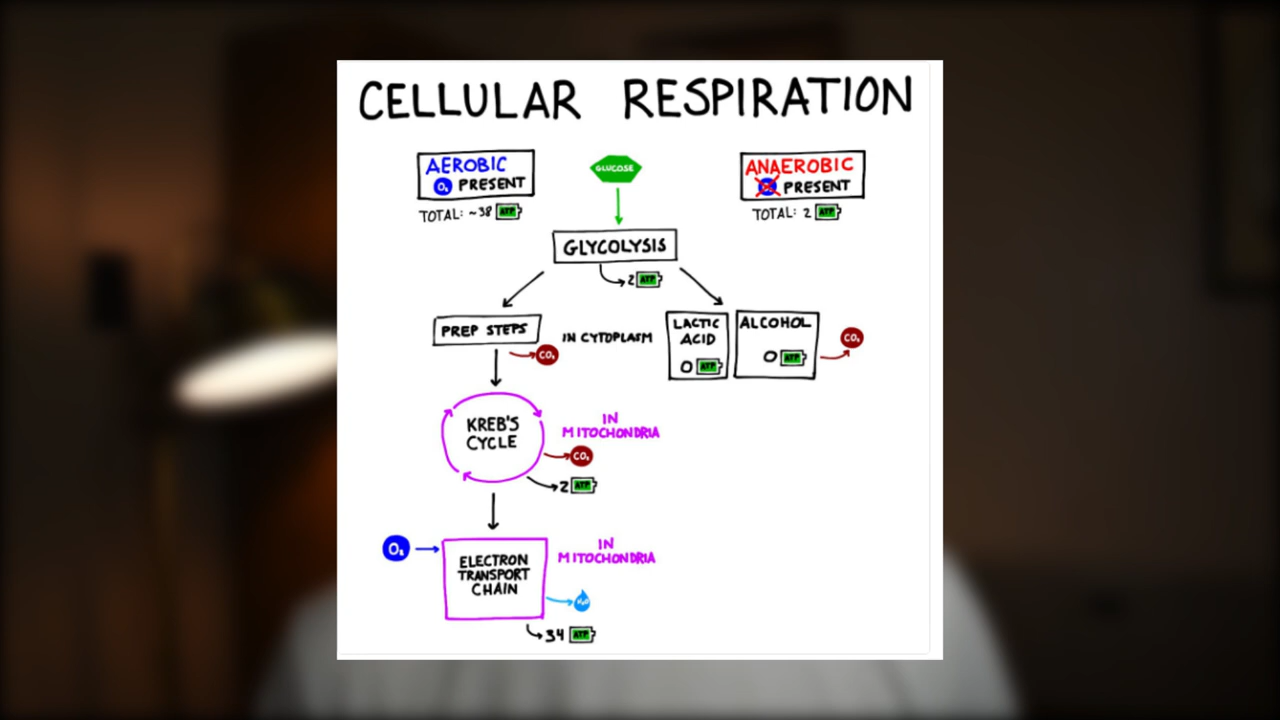 CELLULAR RESPIRATION
AEROBIC
O₂ PRESENT
TOTAL: ~38 ATP
GLUCOSE
ANAEROBIC
O₂ PRESENT
TOTAL: 2 ATP
GLYCOLYSIS
2 ATP
PREP STEPS
CO₂
IN CYTOPLASM
LACTIC
ACID
0 ATP
ALCOHOL
0 ATP
CO₂
KREB'S
CYCLE
IN
MITOCHONDRIA
CO₂
2 ATP
O₂
ELECTRON
TRANSPORT
CHAIN
IN
MITOCHONDRIA
H₂O
34 ATP